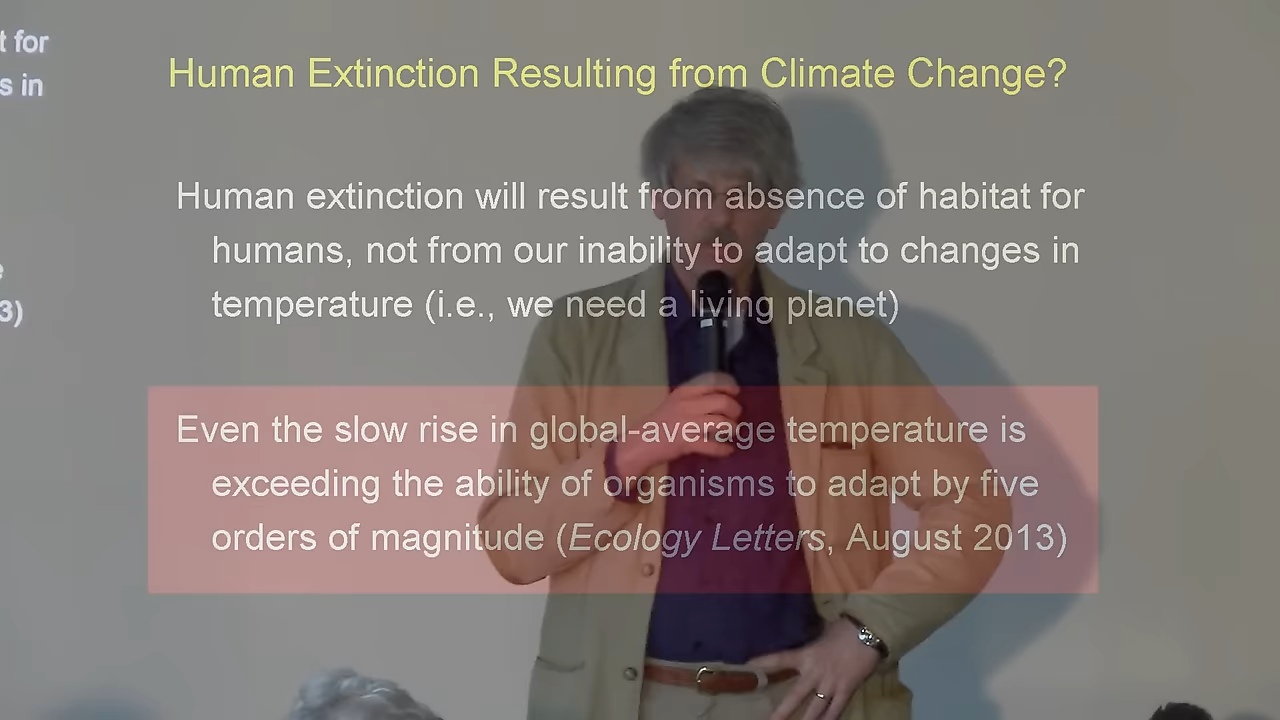 t for
s in
3)
Human Extinction Resulting from Climate Change?
Human extinction will result from absence of habitat for
humans, not from our inability to adapt to changes in
temperature (i.e., we need a living planet)
Even the slow rise in global-average temperature is
exceeding the ability of organisms to adapt by five
orders of magnitude (Ecology Letters, August 2013)